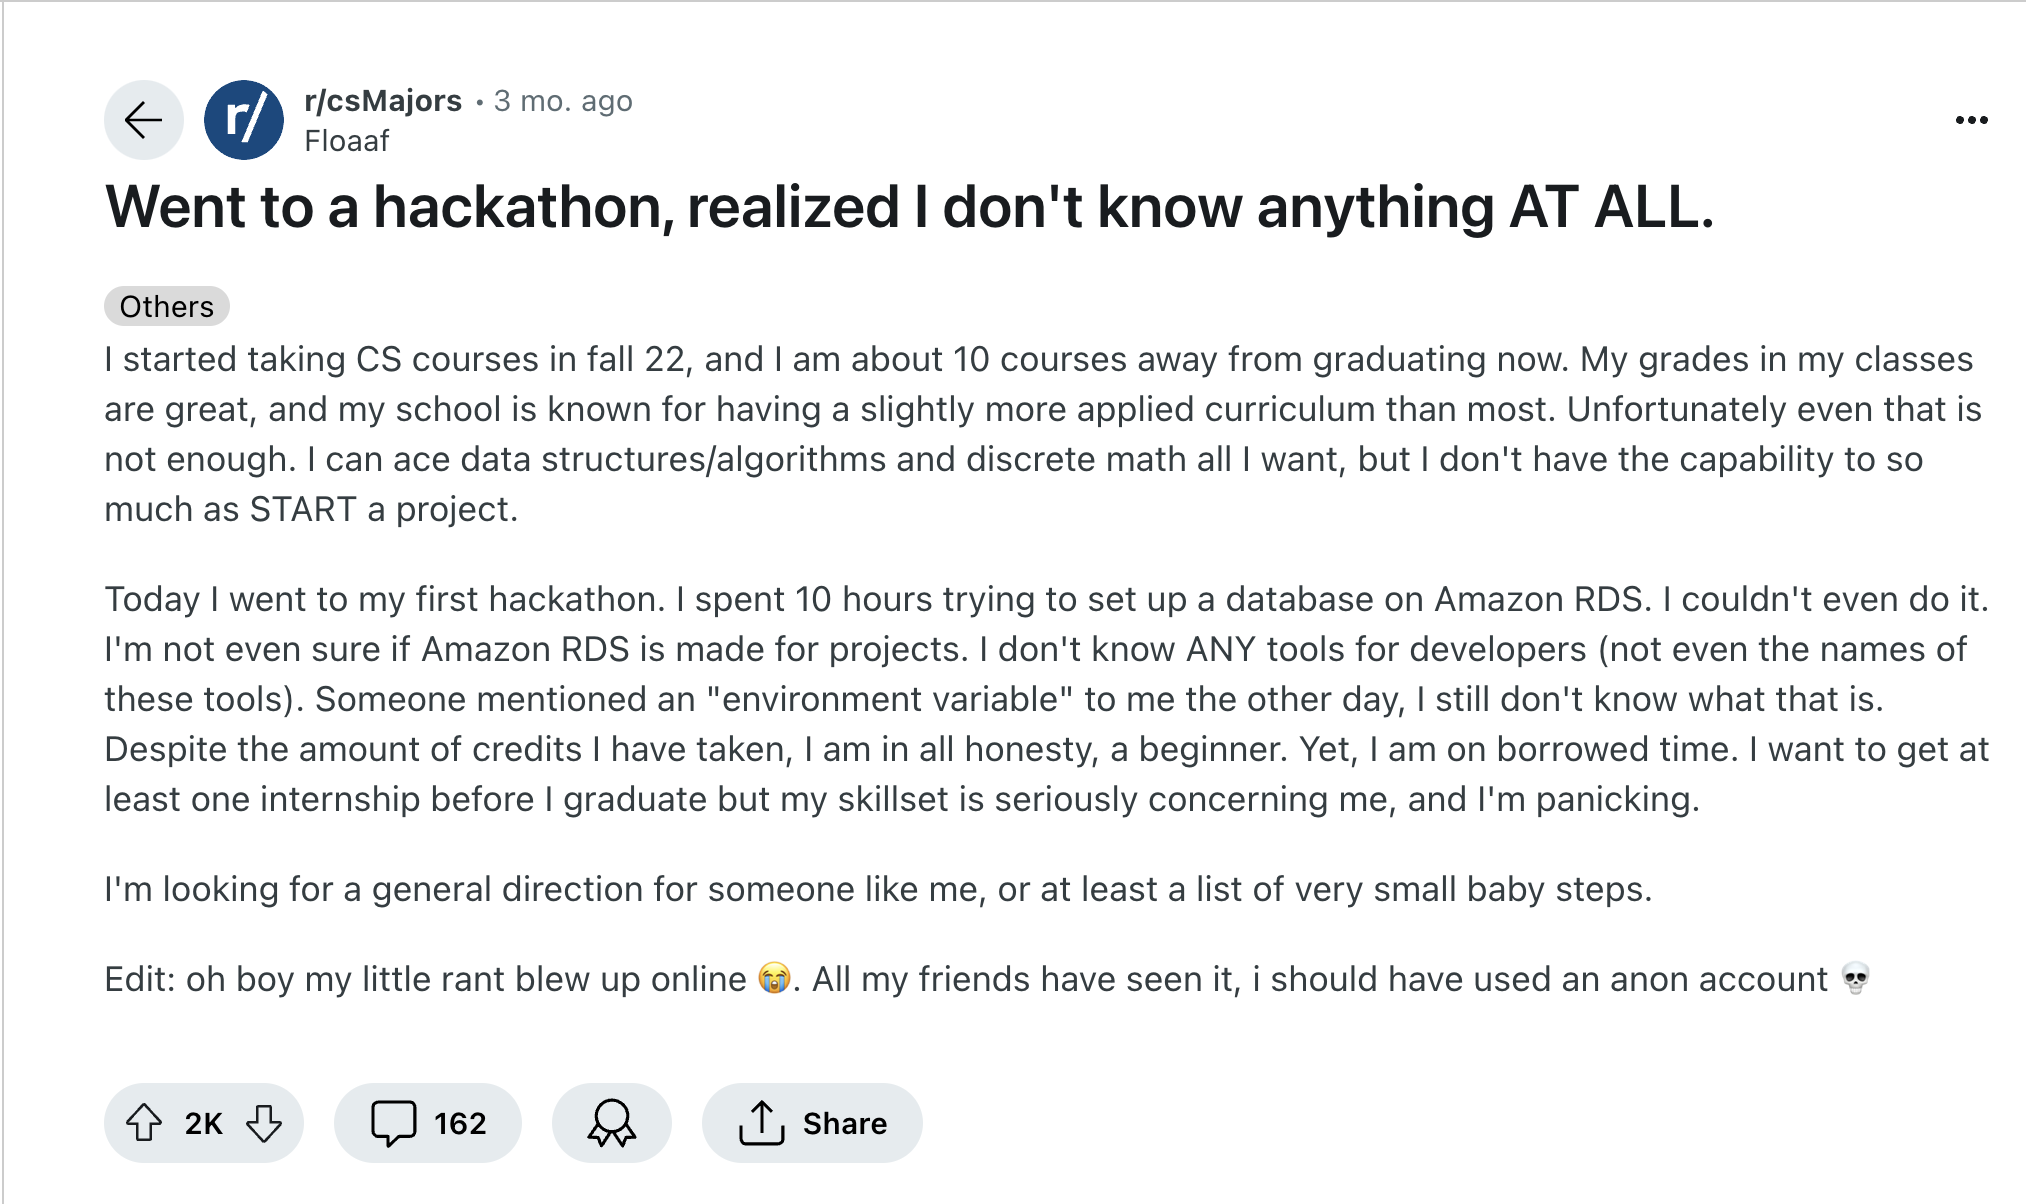 r/
r/csMajors • 3 mo. ago
Floaaf
Went to a hackathon, realized I don't know anything AT ALL.
Others
I started taking CS courses in fall 22, and I am about 10 courses away from graduating now. My grades in my classes
are great, and my school is known for having a slightly more applied curriculum than most. Unfortunately even that is
not enough. I can ace data structures/algorithms and discrete math all I want, but I don't have the capability to so
much as START a project.
Today I went to my first hackathon. I spent 10 hours trying to set up a database on Amazon RDS. I couldn't even do it.
I'm not even sure if Amazon RDS is made for projects. I don't know ANY tools for developers (not even the names of
these tools). Someone mentioned an "environment variable" to me the other day, I still don't know what that is.
Despite the amount of credits I have taken, I am in all honesty, a beginner. Yet, I am on borrowed time. I want to get at
least one internship before I graduate but my skillset is seriously concerning me, and I'm panicking.
I'm looking for a general direction for someone like me, or at least a list of very small baby steps.
Edit: oh boy my little rant blew up online 😭. All my friends have seen it, i should have used an anon account 💀
2K 162 Share